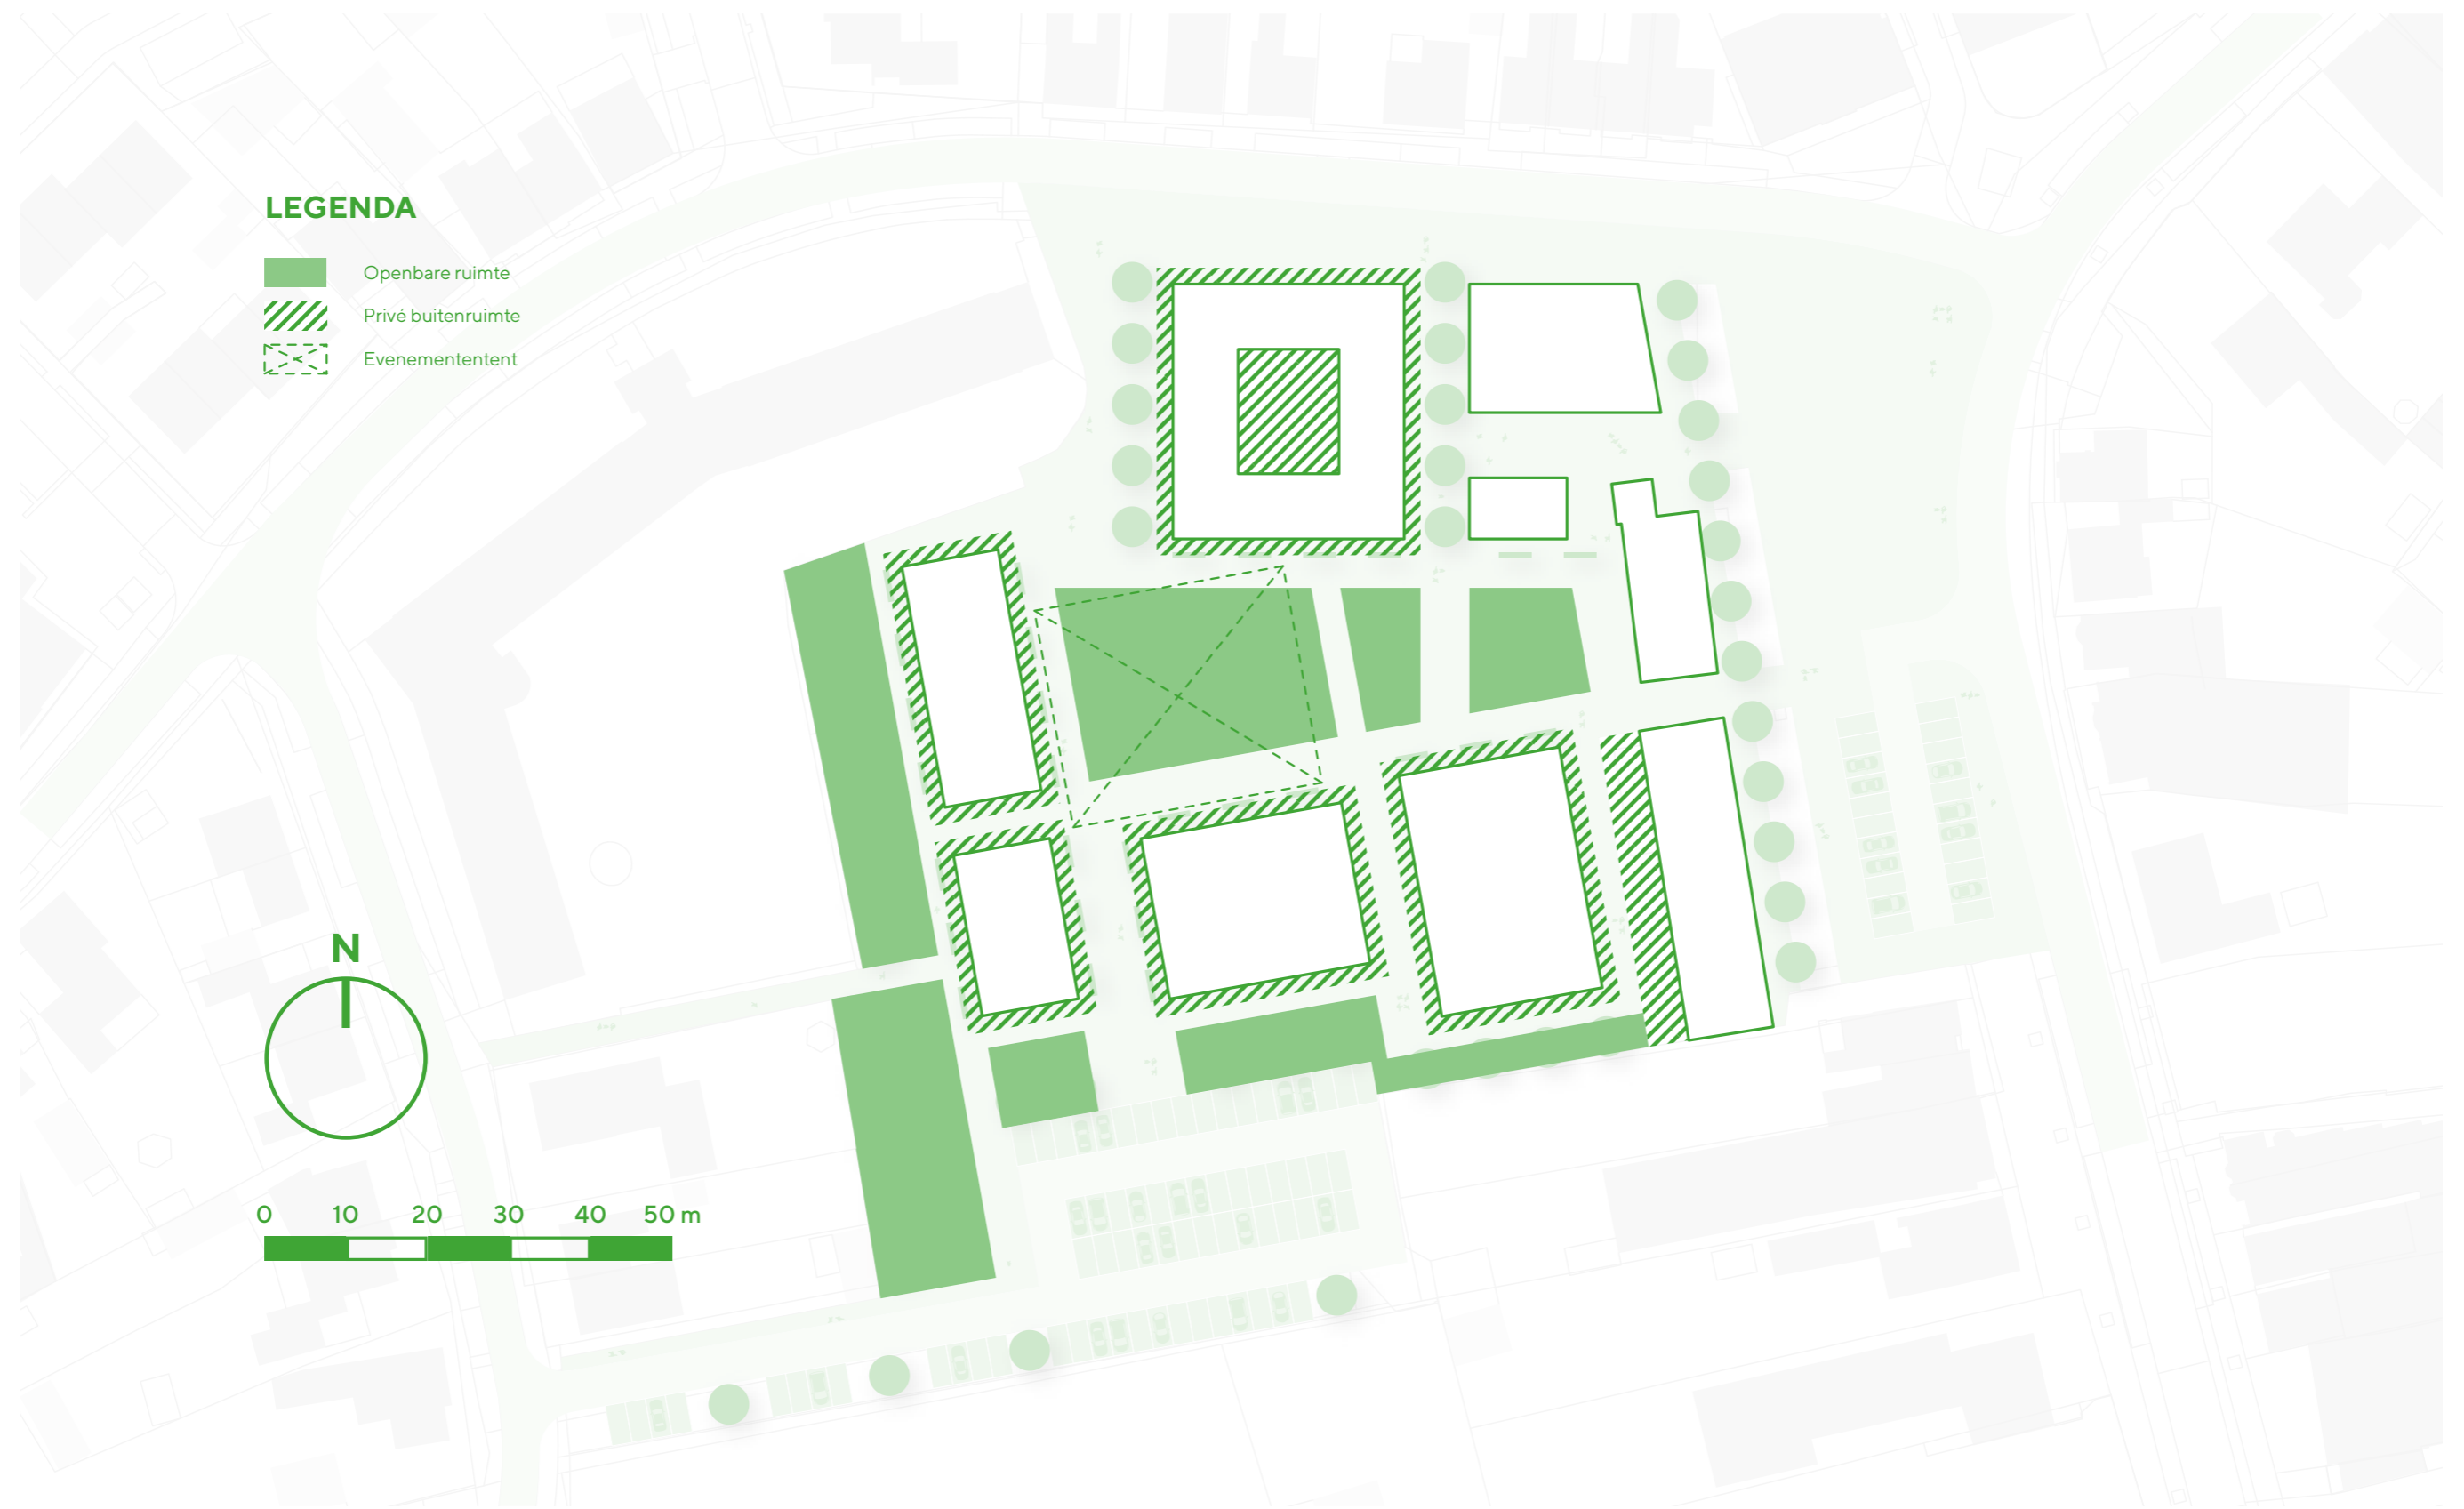 LEGENDA
Openbare ruimte
Privé buitenruimte
Evenemententent
N
0 10 20 30 40 50 m